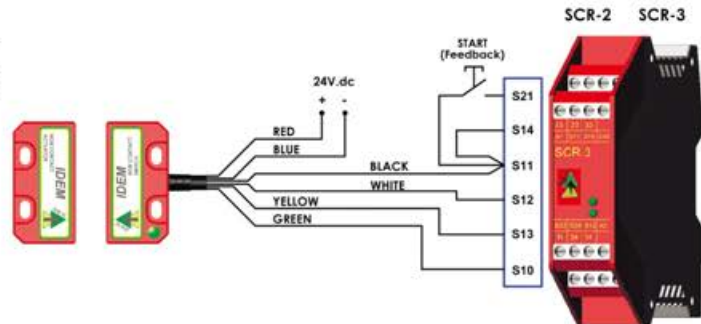 SCR-2 SCR-3
START
(Feedback)
24V.dc
+ -
S21
S14
RED
BLUE
BLACK
S11
WHITE
S12
YELLOW
S13
GREEN
S10
IDEM
IDEM
SCR 3